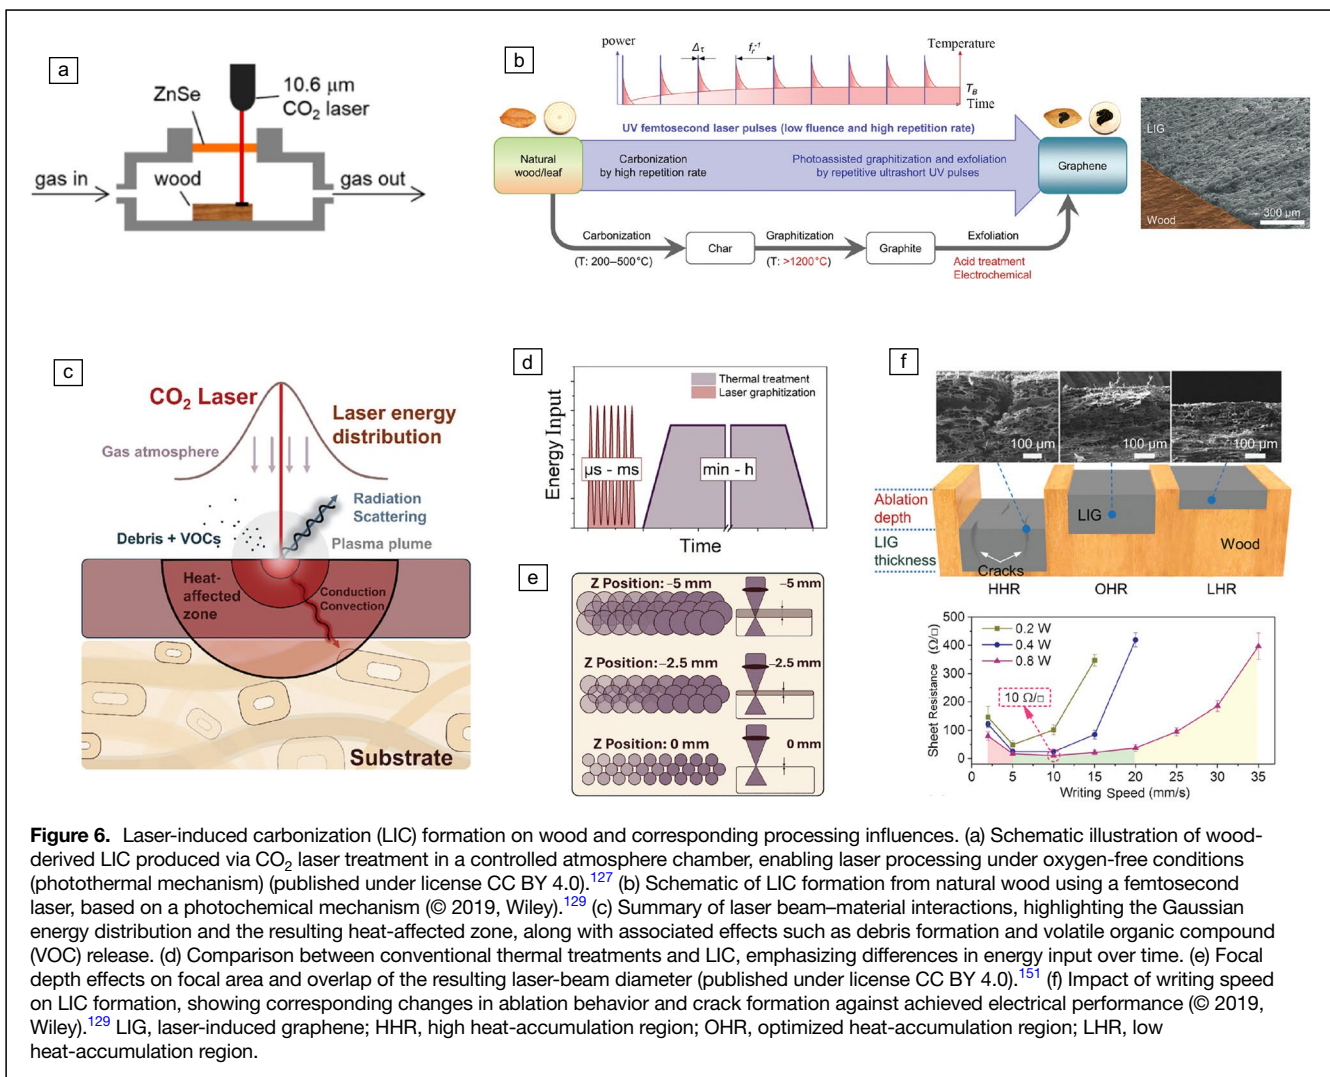 a
ZnSe
10.6 µm
CO2 laser
gas in
wood
gas out
b
power
Δτ
fr-1
Temperature
TB
Time
UV femtosecond laser pulses (low fluence and high repetition rate)
Natural
wood/leaf
Carbonization
by high repetition rate
Photoassisted graphitization and exfoliation
by repetitive ultrashort UV pulses
Graphene
Carbonization
(T: 200–500°C)
Char
Graphitization
(T: >1200°C)
Graphite
Exfoliation
Acid treatment
Electrochemical
LIG
Wood
300 µm
c
CO2 Laser
Laser energy
distribution
Gas atmosphere
Radiation
Scattering
Debris + VOCs
Plasma plume
Heat-
affected
zone
Conduction
Convection
Substrate
d
Thermal treatment
Laser graphitization
Energy Input
µs - ms
min - h
Time
e
Z Position: -5 mm
-5 mm
Z Position: -2.5 mm
-2.5 mm
Z Position: 0 mm
0 mm
f
100 µm
100 µm
100 µm
Ablation
depth
LIG
thickness
LIG
Wood
Cracks
HHR
OHR
LHR
Sheet Resistance (Ω/□)
500
400
300
200
100
0
0.2 W
0.4 W
0.8 W
10 Ω/□
0 5 10 15 20 25 30 35
Writing Speed (mm/s)
Figure 6. Laser-induced carbonization (LIC) formation on wood and corresponding processing influences. (a) Schematic illustration of wood-
derived LIC produced via CO2 laser treatment in a controlled atmosphere chamber, enabling laser processing under oxygen-free conditions
(photothermal mechanism) (published under license CC BY 4.0).127 (b) Schematic of LIC formation from natural wood using a femtosecond
laser, based on a photochemical mechanism (© 2019, Wiley).129 (c) Summary of laser beam–material interactions, highlighting the Gaussian
energy distribution and the resulting heat-affected zone, along with associated effects such as debris formation and volatile organic compound
(VOC) release. (d) Comparison between conventional thermal treatments and LIC, emphasizing differences in energy input over time. (e) Focal
depth effects on focal area and overlap of the resulting laser-beam diameter (published under license CC BY 4.0).151 (f) Impact of writing speed
on LIC formation, showing corresponding changes in ablation behavior and crack formation against achieved electrical performance (© 2019,
Wiley).129 LIG, laser-induced graphene; HHR, high heat-accumulation region; OHR, optimized heat-accumulation region; LHR, low
heat-accumulation region.